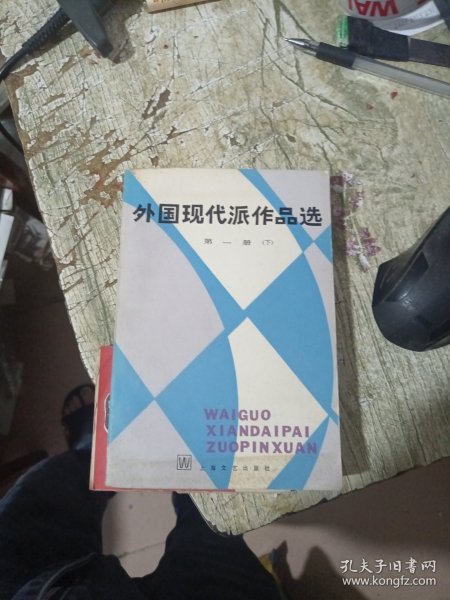 WA
外国现代派作品选
第一册 (下)
WAIGUO
XIANDAIPAI
ZUOPINXUAN
W 上海文艺出版社
孔夫子旧书网
www.kongfz.com